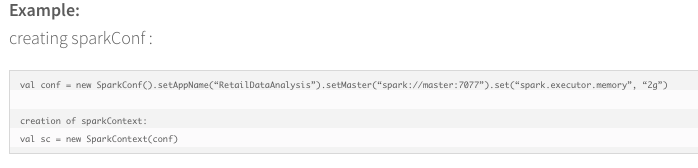 Example:
creating sparkConf :
val conf = new SparkConf().setAppName(“RetailDataAnalysis”).setMaster(“spark://master:7077”).set(“spark.executor.memory”, “2g”)
creation of sparkContext:
val sc = new SparkContext(conf)